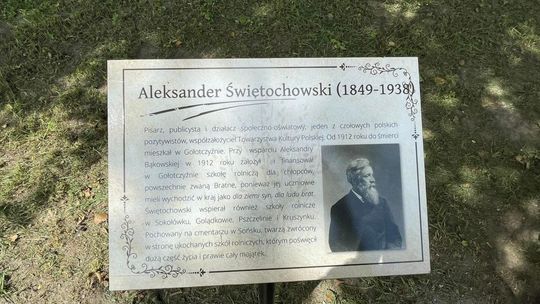 Aleksander Świętochowski (1849-1938)
Pisarz, publicysta i działacz społeczno-oświatowy, jeden z czołowych polskich
pozytywistów, współzałożyciel Towarzystwa Kultury Polskiej. Od 1912 roku do śmierci
mieszkał w Gołotczyźnie. Przy wsparciu Aleksandry
Bąkowskiej w 1912 roku założył i finansował
w Gołotczyźnie szkołę rolniczą dla chłopców,
powszechnie zwaną Bratne, ponieważ jej uczniowie
mieli wychodzić w kraj jako dla ziemi syn, dla ludu brat.
Świętochowski wspierał również szkoły rolnicze
w Sokołówku, Golądkowie, Pszczelinie i Kruszynku.
Pochowany na cmentarzu w Sońsku, twarzą zwrócony
w stronę ukochanych szkół rolniczych, którym poświęcił
dużą część życia i prawie cały majątek.